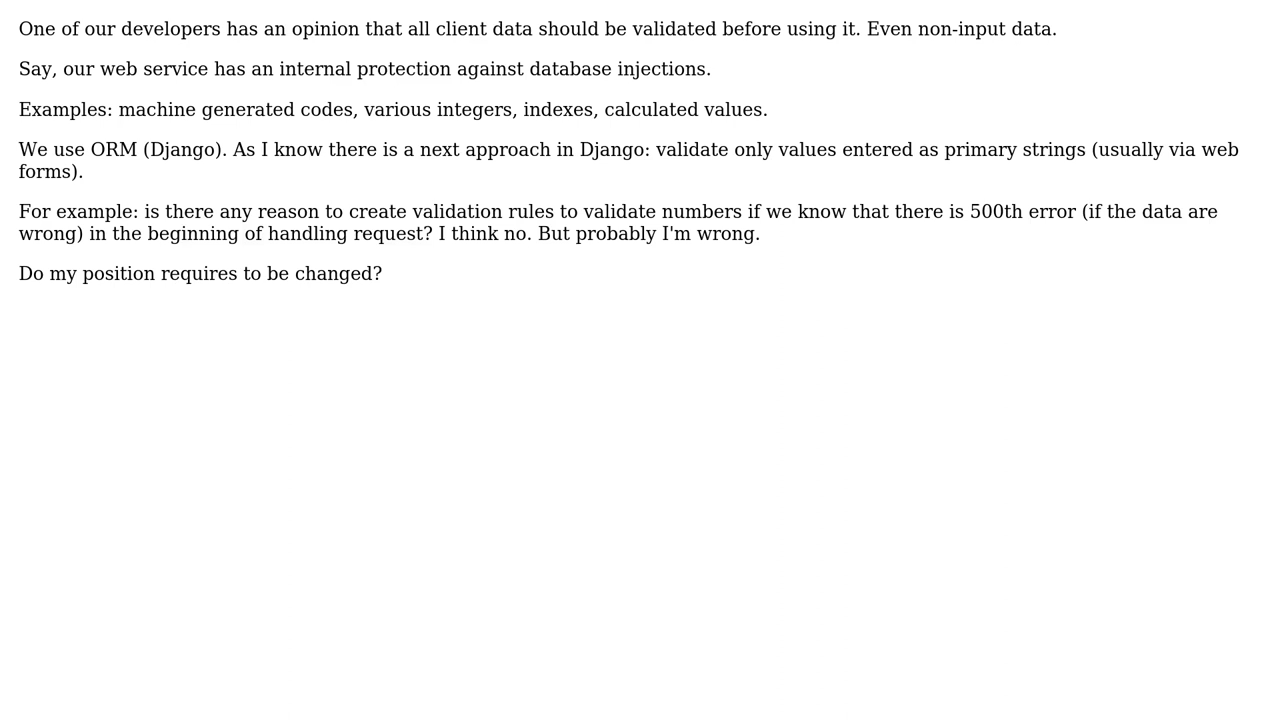 One of our developers has an opinion that all client data should be validated before using it. Even non-input data.
Say, our web service has an internal protection against database injections.
Examples: machine generated codes, various integers, indexes, calculated values.
We use ORM (Django). As I know there is a next approach in Django: validate only values entered as primary strings (usually via web
forms).
For example: is there any reason to create validation rules to validate numbers if we know that there is 500th error (if the data are
wrong) in the beginning of handling request? I think no. But probably I'm wrong.
Do my position requires to be changed?